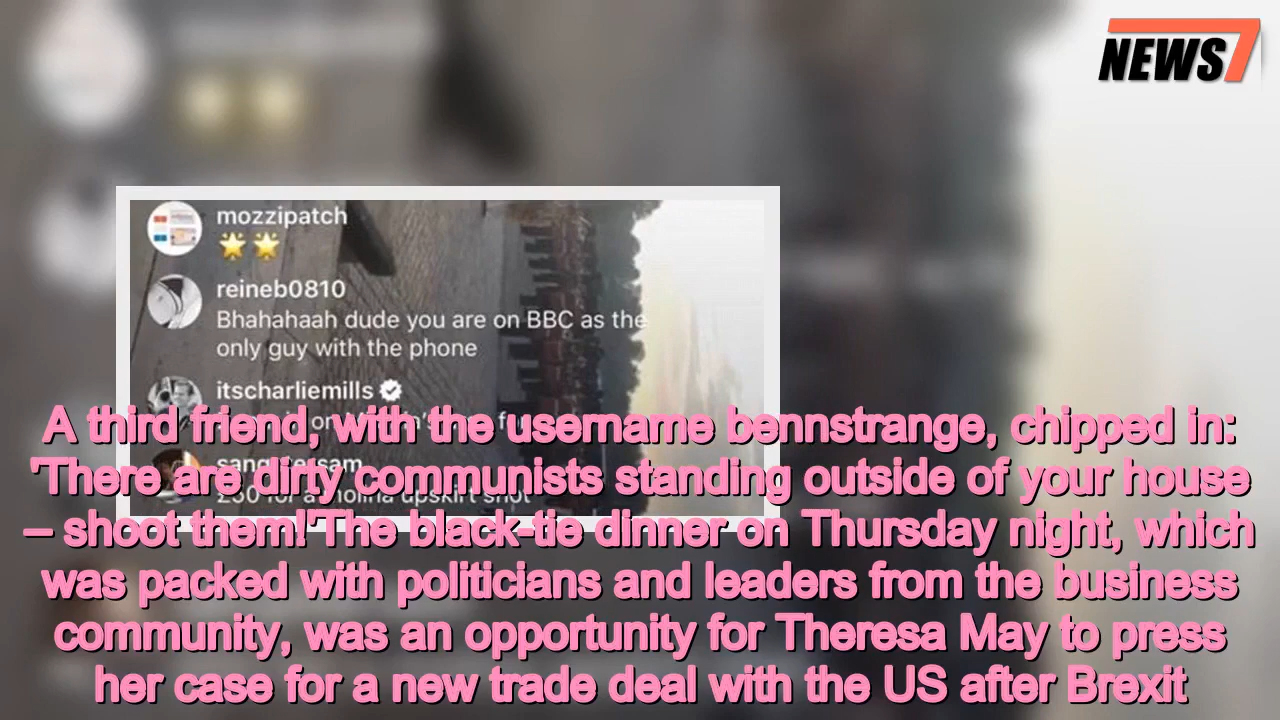 NEWS7
mozzipatch
reineb0810
Bhahahaah dude you are on BBC as the
only guy with the phone
itscharliemills
A third friend, with the username bennstrange, chipped in:
'There are dirty communists standing outside of your house
– shoot them!'The black-tie dinner on Thursday night, which
was packed with politicians and leaders from the business
community, was an opportunity for Theresa May to press
her case for a new trade deal with the US after Brexit